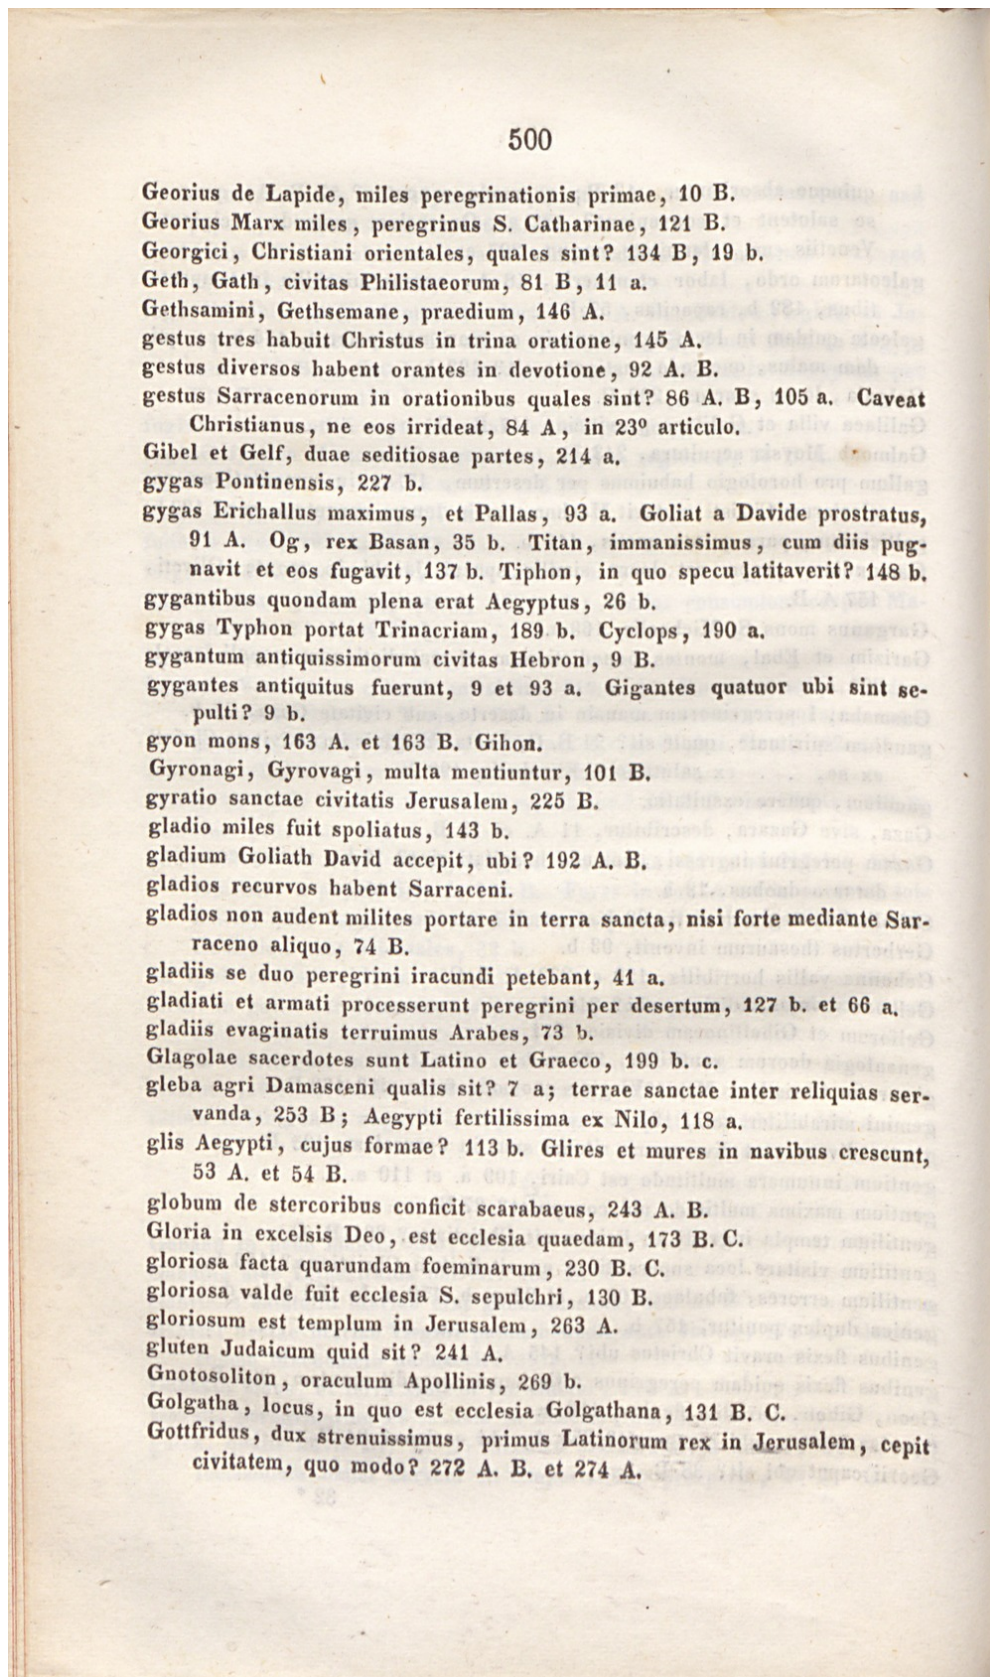 500
Georius de Lapide, miles peregrinationis primae, 10 B.
Georius Marx miles, peregrinus S. Catharinae, 121 B.
Georgici, Christiani orientales, quales sint? 134 B, 19 b.
Geth, Gath, civitas Philistaeorum, 81 B, 11 a.
Gethsamini, Gethsemane, praedium, 146 A.
gestus tres habuit Christus in trina oratione, 145 A.
gestus diversos habent orantes in devotione, 92 A. B.
gestus Sarracenorum in orationibus quales sint? 86 A. B, 105 a. Caveat
Christianus, ne eos irrideat, 84 A, in 23º articulo.
Gibel et Gelf, duae seditiosae partes, 214 a.
gygas Pontinensis, 227 b.
gygas Erichallus maximus, et Pallas, 93 a. Goliat a Davide prostratus,
91 A. Og, rex Basan, 35 b. Titan, immanissimus, cum diis pug-
navit et eos fugavit, 137 b. Tiphon, in quo specu latitaverit? 148 b.
gygantibus quondam plena erat Aegyptus, 26 b.
gygas Typhon portat Trinacriam, 189 b. Cyclops, 190 a.
gygantum antiquissimorum civitas Hebron, 9 B.
gygantes antiquitus fuerunt, 9 et 93 a. Gigantes quatuor ubi sint se-
pulti? 9 b.
gyon mons, 163 A. et 163 B. Gihon.
Gyronagi, Gyrovagi, multa mentiuntur, 101 B.
gyratio sanctae civitatis Jerusalem, 225 B.
gladio miles fuit spoliatus, 143 b.
gladium Goliath David accepit, ubi? 192 A. B.
gladios recurvos habent Sarraceni.
gladios non audent milites portare in terra sancta, nisi forte mediante Sar-
raceno aliquo, 74 B.
gladiis se duo peregrini iracundi petebant, 41 a.
gladiati et armati processerunt peregrini per desertum, 127 b. et 66 a.
gladiis evaginatis terruimus Arabes, 73 b.
Glagolae sacerdotes sunt Latino et Graeco, 199 b. c.
gleba agri Damasceni qualis sit? 7 a; terrae sanctae inter reliquias ser-
vanda, 253 B; Aegypti fertilissima ex Nilo, 118 a.
glis Aegypti, cujus formae? 113 b. Glires et mures in navibus crescunt,
53 A. et 54 B.
globum de stercoribus conficit scarabaeus, 243 A. B.
Gloria in excelsis Deo, est ecclesia quaedam, 173 B. C.
gloriosa facta quarundam foeminarum, 230 B. C.
gloriosa valde fuit ecclesia S. sepulchri, 130 B.
gloriosum est templum in Jerusalem, 263 A.
gluten Judaicum quid sit? 241 A.
Gnotosoliton, oraculum Apollinis, 269 b.
Golgatha, locus, in quo est ecclesia Golgathana, 131 B. C.
Gottfridus, dux strenuissimus, primus Latinorum rex in Jerusalem, cepit
civitatem, quo modo? 272 A. B. et 274 A.